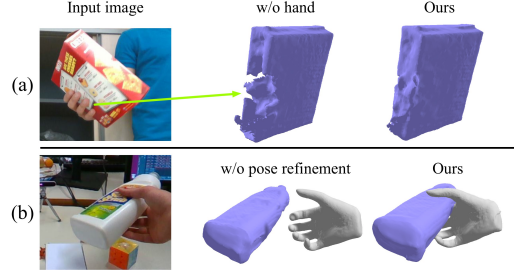 Input image w/o hand Ours
(a)
w/o pose refinement Ours
(b)